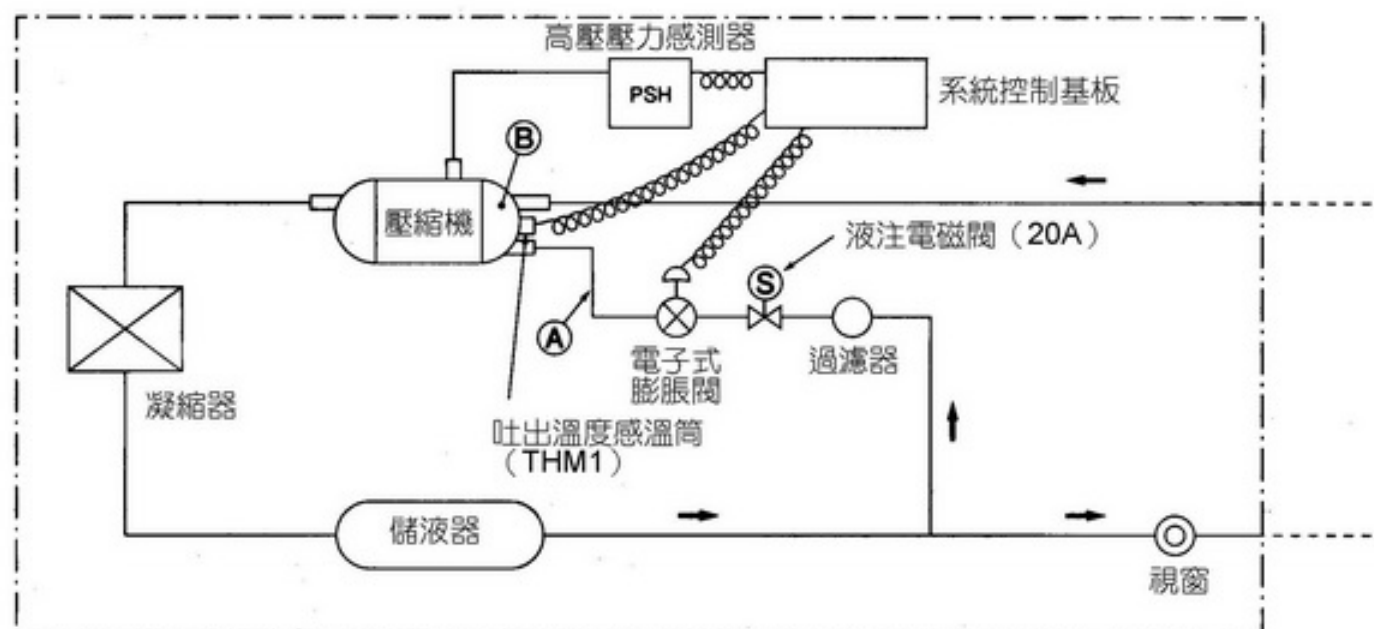 高壓壓力感測器
PSH
系統控制基板
B
壓縮機
液注電磁閥（20A）
S
A
電子式
膨脹閥
過濾器
凝縮器
吐出溫度感溫筒
（THM1）
儲液器
視窗